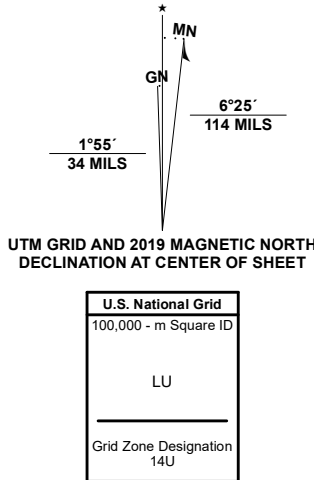 MN
GN
6°25´
114 MILS
1°55´
34 MILS
UTM GRID AND 2019 MAGNETIC NORTH
DECLINATION AT CENTER OF SHEET
U.S. National Grid
100,000 - m Square ID
LU
Grid Zone Designation
14U